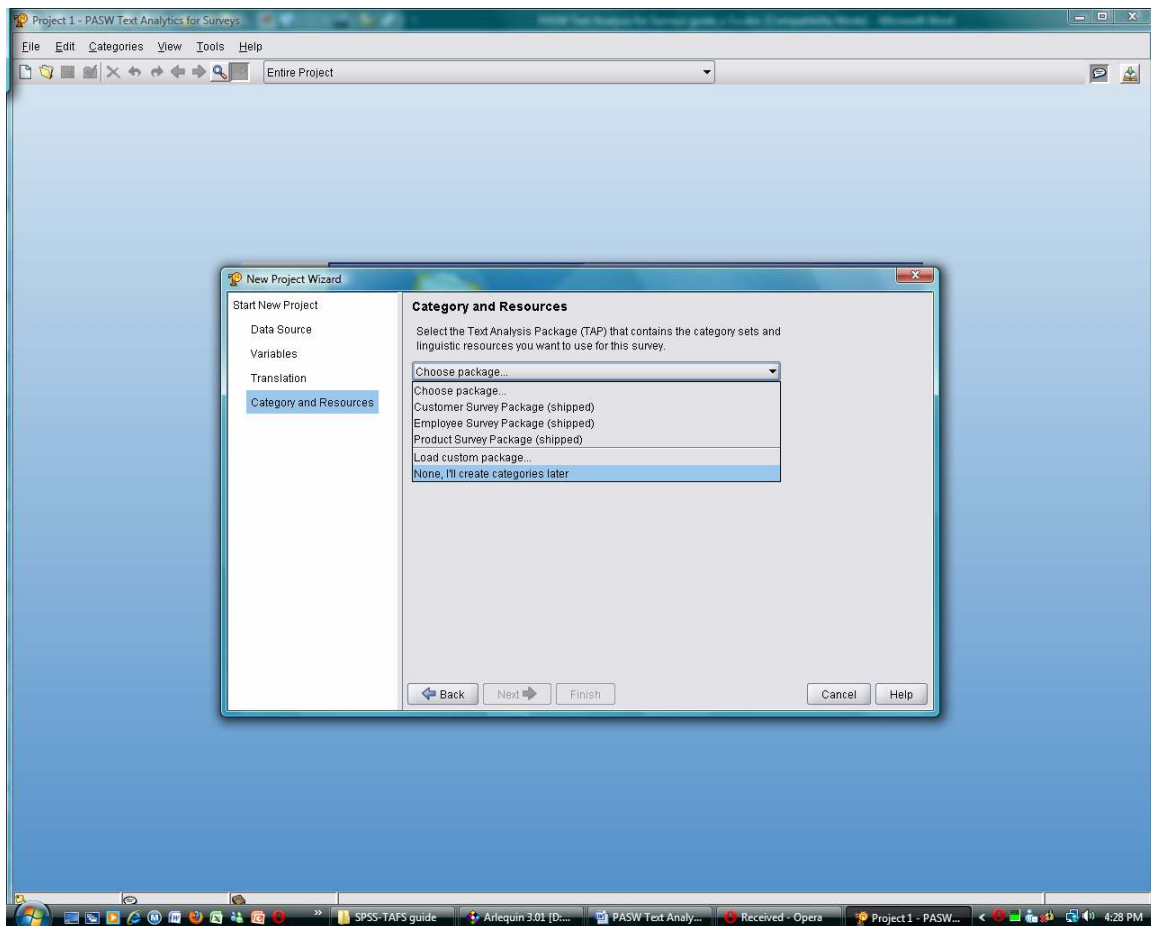 Project 1 - PASW Text Analytics for Surveys
File Edit Categories View Tools Help
Entire Project
New Project Wizard
Start New Project
Data Source
Variables
Translation
Category and Resources
Category and Resources
Select the Text Analysis Package (TAP) that contains the category sets and
linguistic resources you want to use for this survey.
Choose package...
Choose package...
Customer Survey Package (shipped)
Employee Survey Package (shipped)
Product Survey Package (shipped)
Load custom package...
None, I'll create categories later
Back Next Finish Cancel Help
SPSS-TAFS guide Arlequin 3.01 [D:... PASW Text Analy... Received - Opera Project 1 - PASW... 4:28 PM